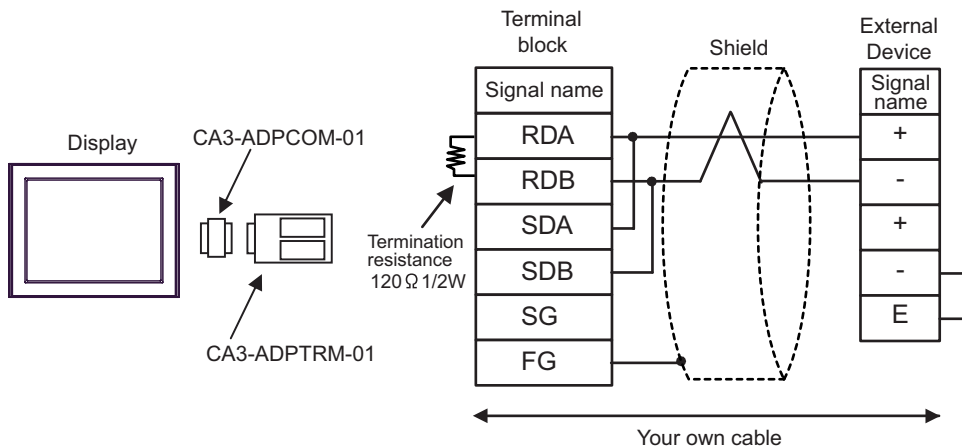 Terminal
block
Shield
External
Device
Signal name
Signal
name
Display
CA3-ADPCOM-01
RDA
+
RDB
-
SDA
+
Termination
resistance
120Ω 1/2W
SDB
-
SG
E
CA3-ADPTRM-01
FG
Your own cable